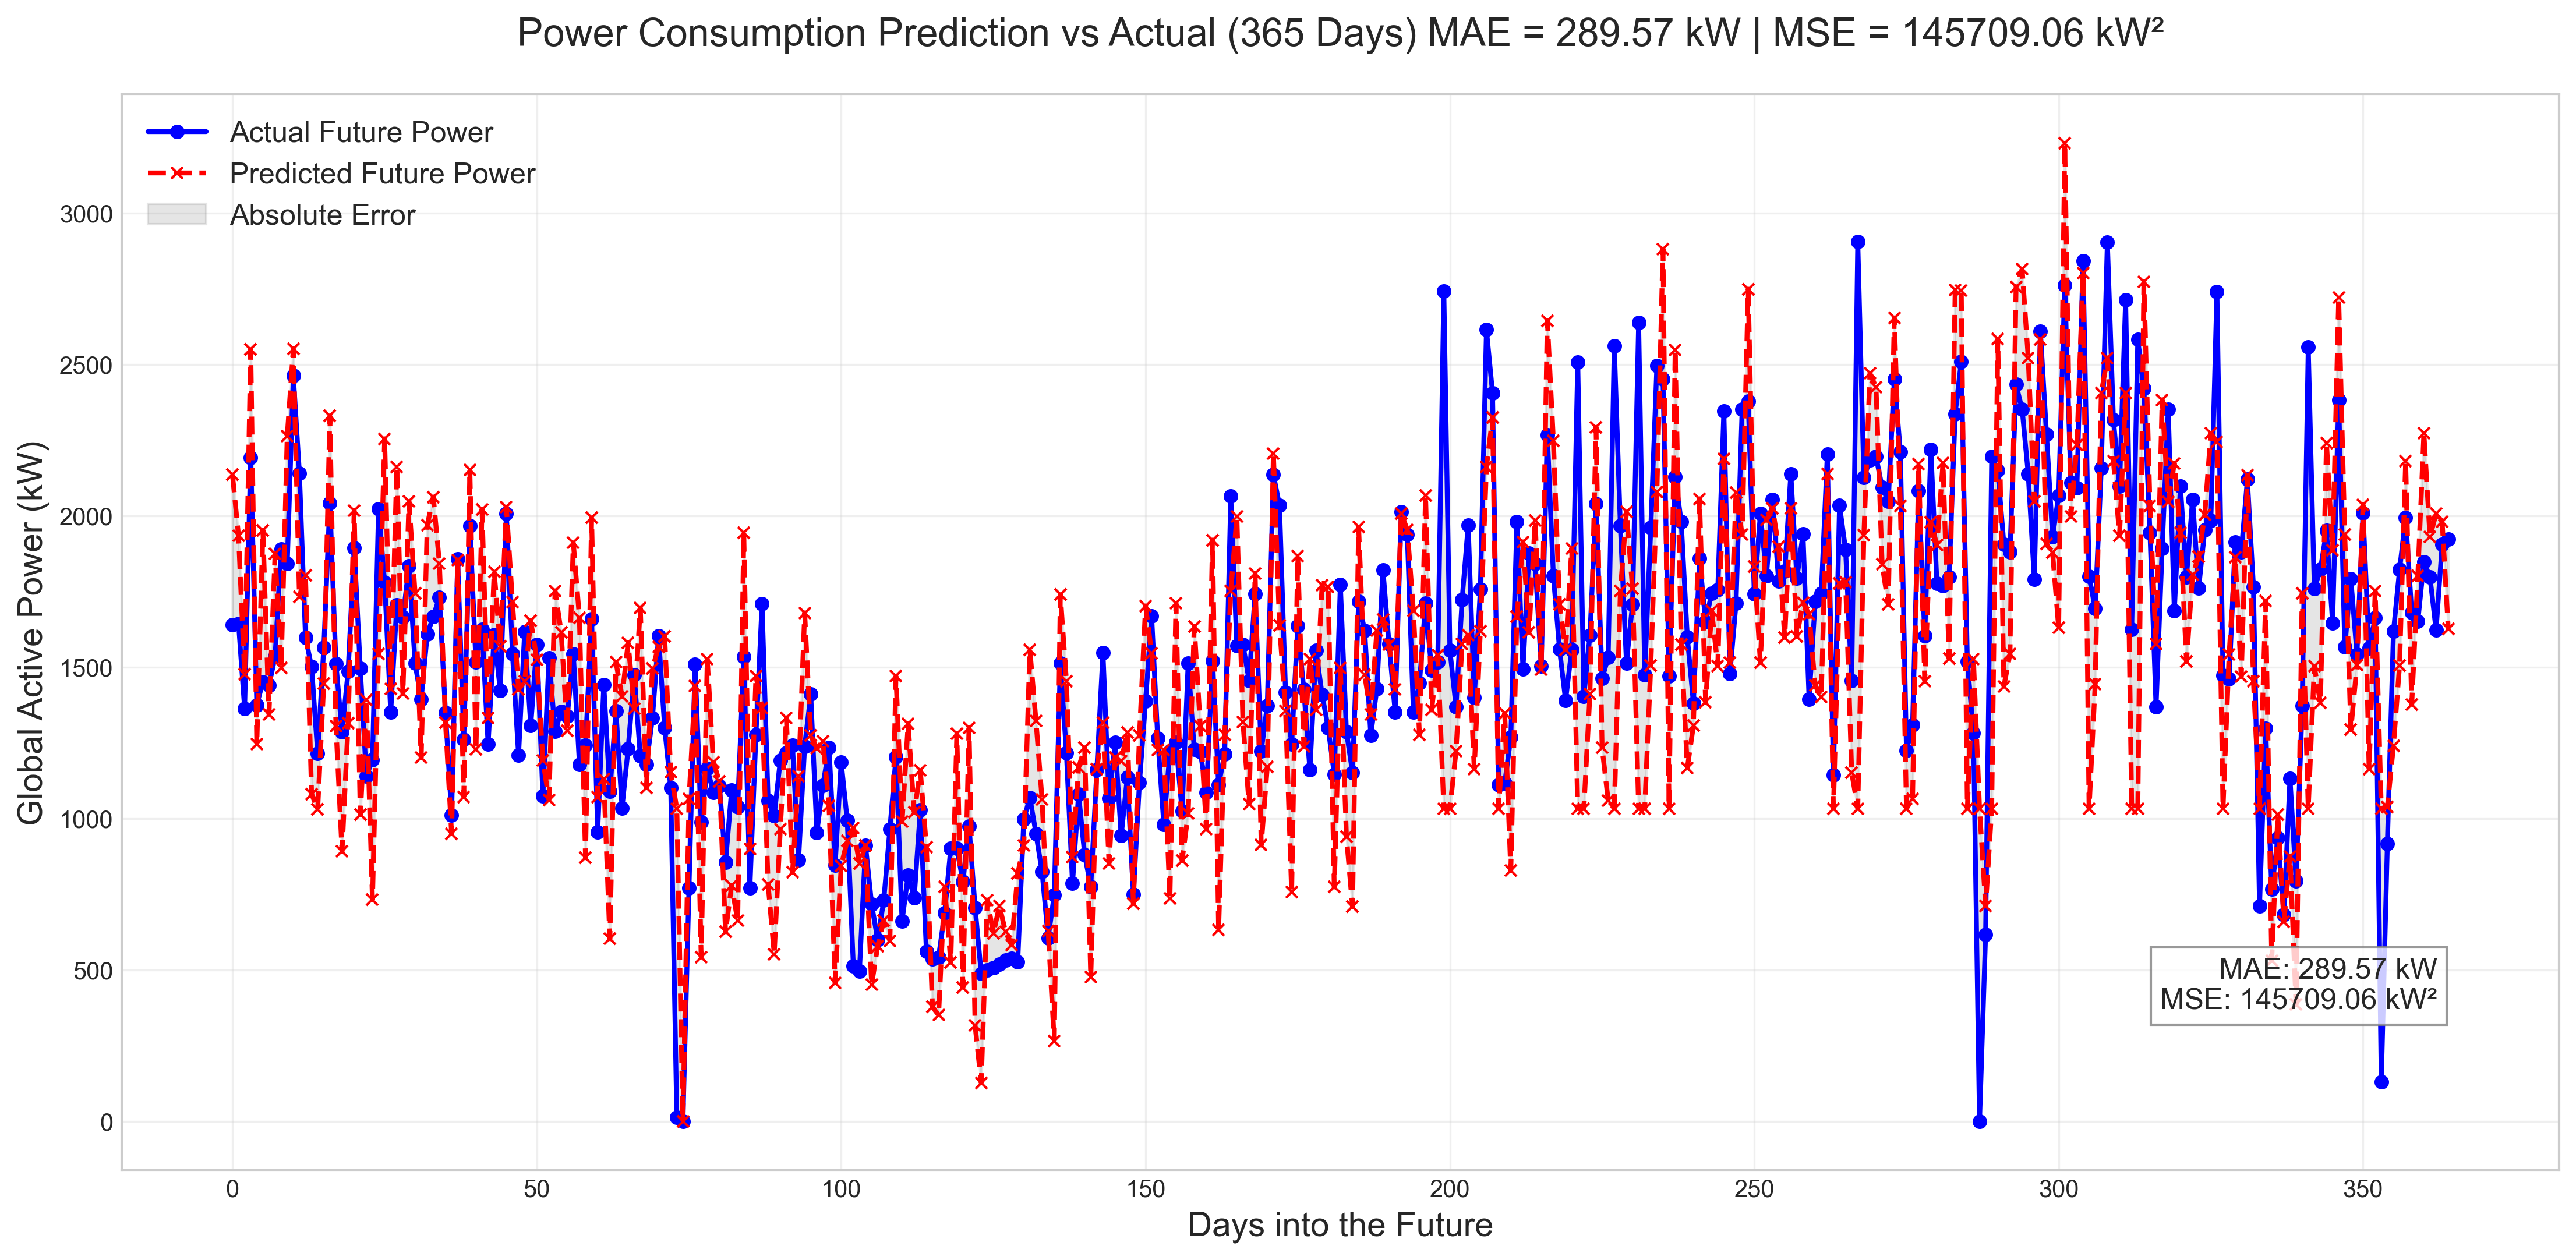 Power Consumption Prediction vs Actual (365 Days) MAE = 289.57 kW | MSE = 145709.06 kW²
Actual Future Power
Predicted Future Power
Absolute Error
Global Active Power (kW)
3000
2500
2000
1500
1000
500
0
MAE: 289.57 kW
MSE: 145709.06 kW²
0 50 100 150 200 250 300 350
Days into the Future